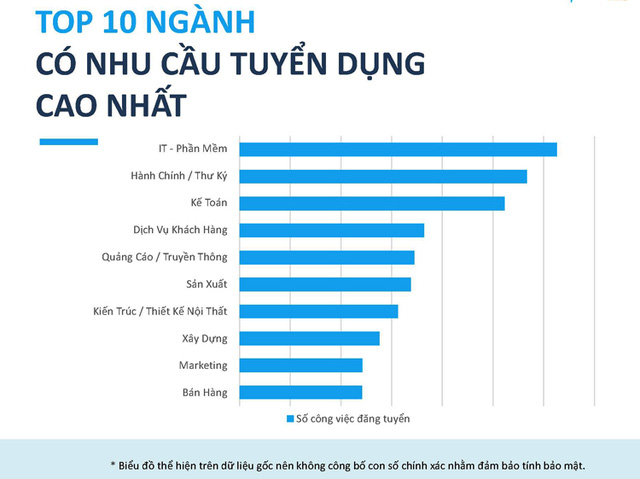 TOP 10 NGÀNH
CÓ NHU CẦU TUYỂN DỤNG
CAO NHẤT
IT - Phần Mềm
Hành Chính / Thư Ký
Kế Toán
Dịch Vụ Khách Hàng
Quảng Cáo / Truyền Thông
Sản Xuất
Kiến Trúc / Thiết Kế Nội Thất
Xây Dựng
Marketing
Bán Hàng
Số công việc đăng tuyển
* Biểu đồ thể hiện trên dữ liệu gốc nên không công bố con số chính xác nhằm đảm bảo tính bảo mật.